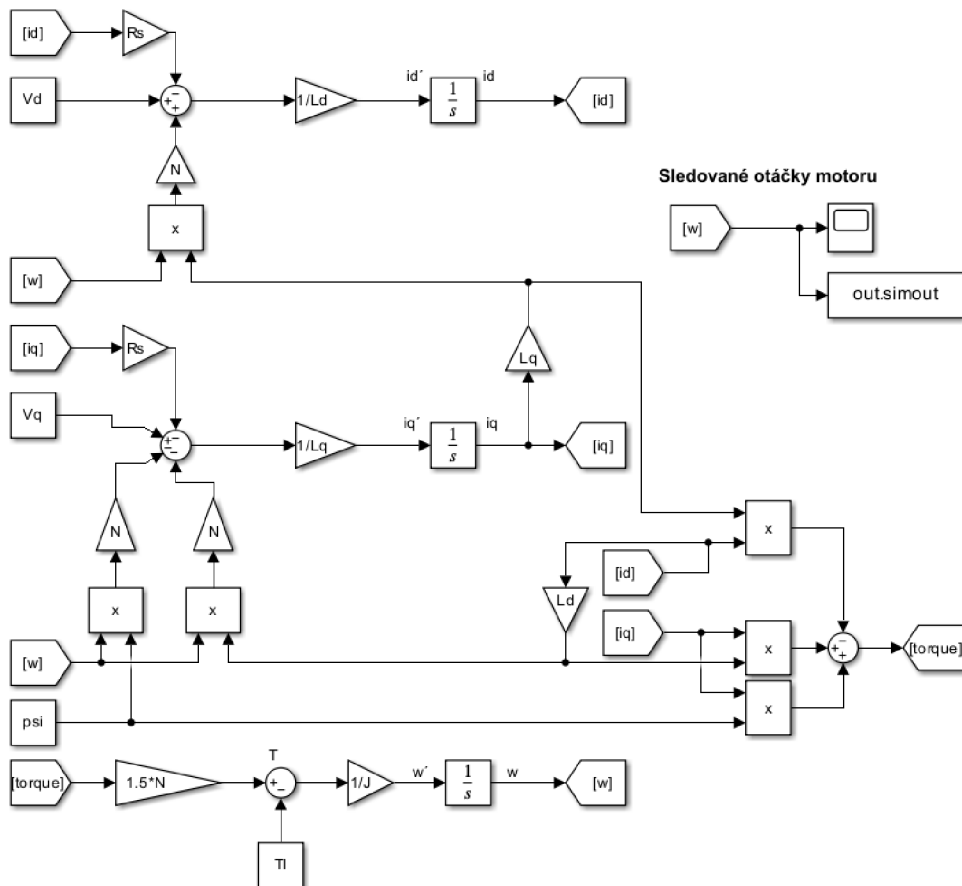 [id]
Rs
Vd
+
−
+
1/Ld
id´
1
s
id
[id]
N
x
Sledované otáčky motoru
[w]
out.simout
[w]
[iq]
Rs
Lq
Vq
+
−
−
−
1/Lq
iq´
1
s
iq
[iq]
N
N
x
[id]
Ld
x
x
[iq]
x
+
−
+
[torque]
[w]
x
psi
T
[torque]
1.5*N
+
−
1/J
w´
1
s
w
[w]
Tl